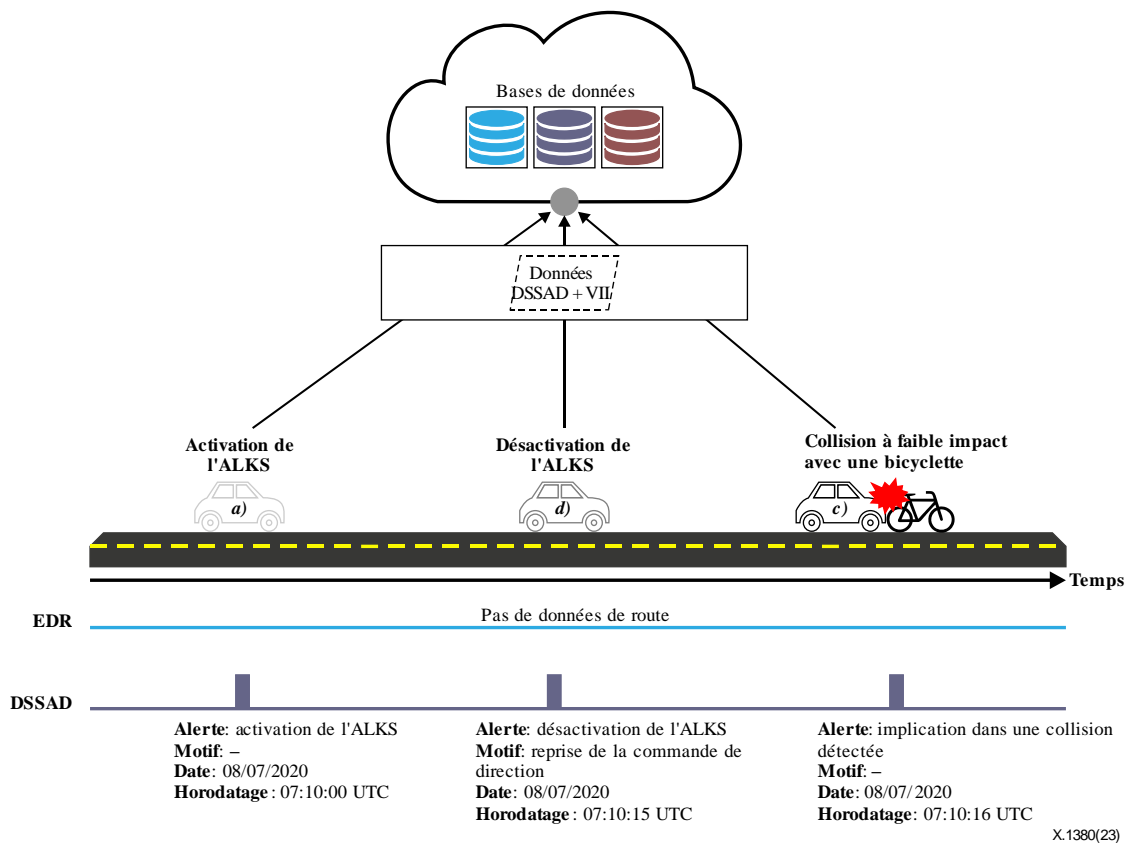 Bases de données
Données
DSSAD + VII
Activation de
l'ALKS
Désactivation de
l'ALKS
Collision à faible impact
avec une bicyclette
a)
d)
c)
Temps
EDR
Pas de données de route
DSSAD
Alerte: activation de l'ALKS
Motif: –
Date: 08/07/2020
Horodatage: 07:10:00 UTC
Alerte: désactivation de l'ALKS
Motif: reprise de la commande de
direction
Date: 08/07/2020
Horodatage: 07:10:15 UTC
Alerte: implication dans une collision
détectée
Motif: –
Date: 08/07/2020
Horodatage: 07:10:16 UTC
X.1380(23)